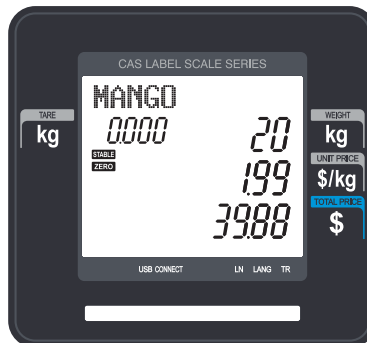 CAS LABEL SCALE SERIES
MANGO
TARE
kg
0.000
20
WEIGHT
kg
STABLE
ZERO
1.99
UNIT PRICE
$/kg
39.88
TOTAL PRICE
$
USB CONNECT LN LANG TR